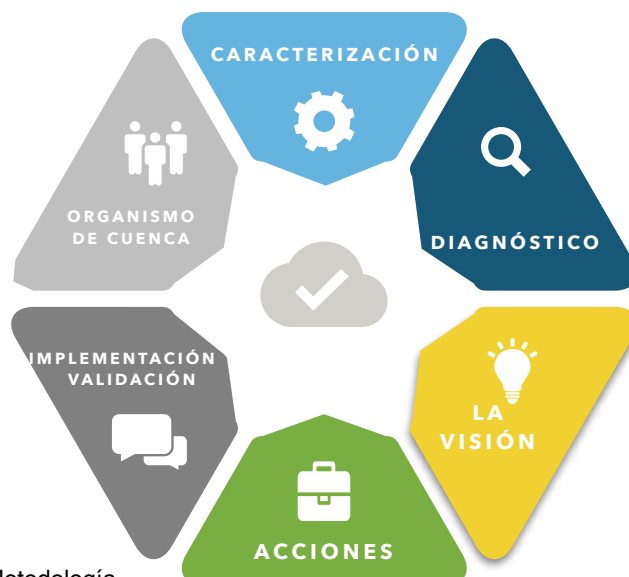 CARACTERIZACIÓN
DIAGNÓSTICO
LA
VISIÓN
ACCIONES
IMPLEMENTACIÓN
VALIDACIÓN
ORGANISMO
DE CUENCA